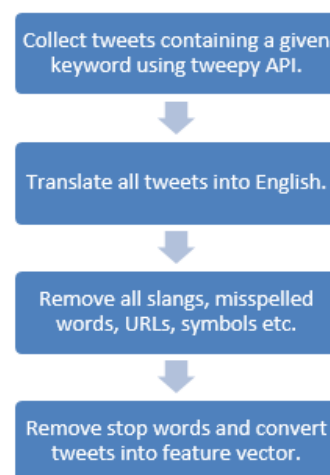 Collect tweets containing a given
keyword using tweepy API.
Translate all tweets into English.
Remove all slangs, misspelled
words, URLs, symbols etc.
Remove stop words and convert
tweets into feature vector.